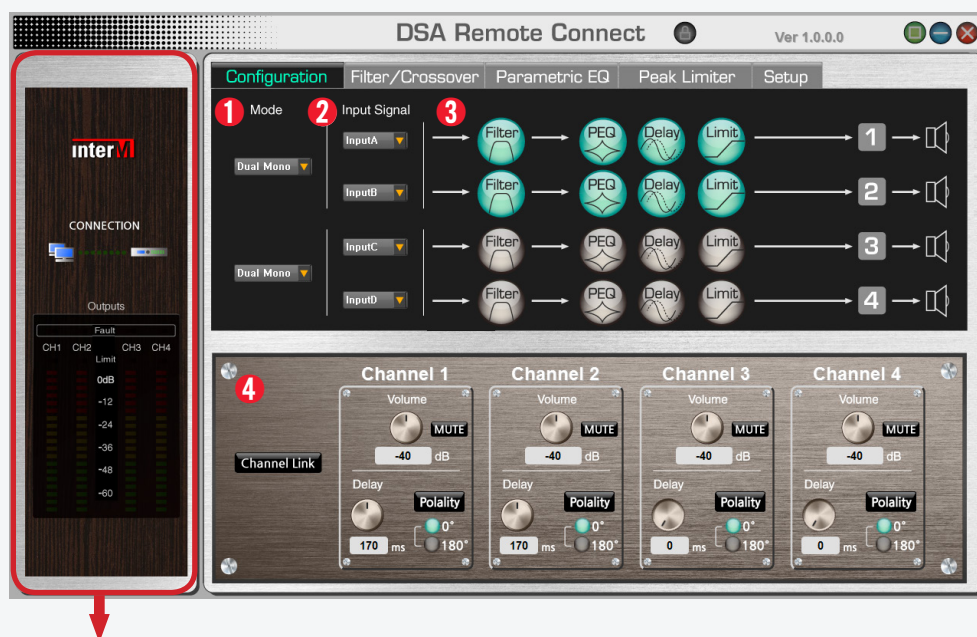 DSA Remote Connect
Ver 1.0.0.0
Configuration Filter/Crossover Parametric EQ Peak Limiter Setup
1 Mode 2 Input Signal 3
inter M
CONNECTION
Outputs
Fault
CH1 CH2 CH3 CH4
Limit
0dB
-12
-24
-36
-48
-60
Dual Mono
InputA Filter PEQ Delay Limit 1
InputB Filter PEQ Delay Limit 2
Dual Mono
InputC Filter PEQ Delay Limit 3
InputD Filter PEQ Delay Limit 4
4
Channel Link
Channel 1
Volume
MUTE
-40 dB
Delay
Polality
0°
170 ms 180°
Channel 2
Volume
MUTE
-40 dB
Delay
Polality
0°
170 ms 180°
Channel 3
Volume
MUTE
-40 dB
Delay
Polality
0°
0 ms 180°
Channel 4
Volume
MUTE
-40 dB
Delay
Polality
0°
0 ms 180°